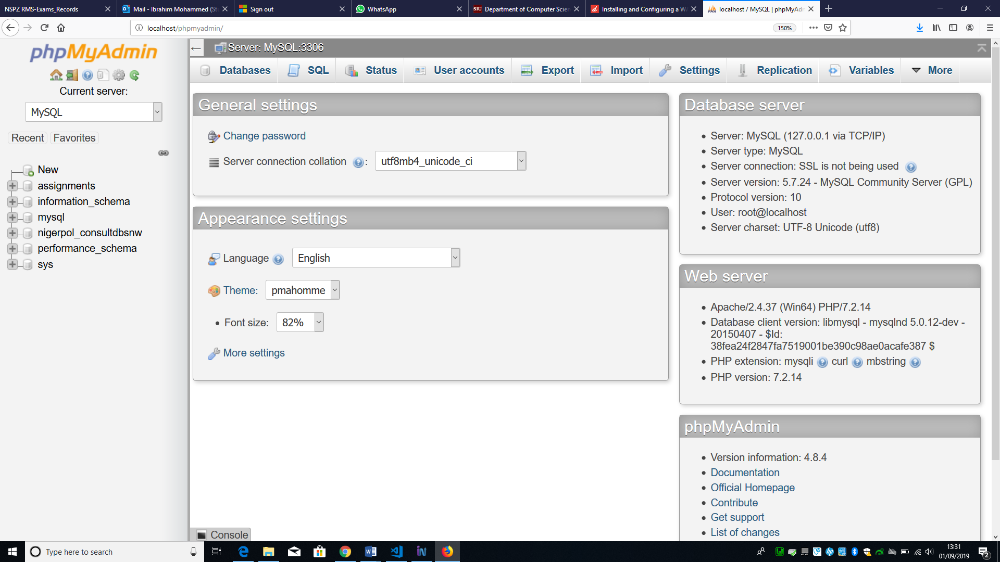 NSPZ RMS-Exams_Records
Mail - Ibrahim Mohammed (St
Sign out
WhatsApp
SIU Department of Computer Scien
d Installing and Configuring a W
PMA localhost / MySQL | phpMyAdm
localhost/phpmyadmin/
150%
phpMyAdmin
Current server:
MySQL
Recent Favorites
New
assignments
information_schema
mysql
nigerpol_consultdbsnw
performance_schema
sys
Server: MySQL:3306
Databases SQL Status User accounts Export Import Settings Replication Variables More
General settings
Change password
Server connection collation : utf8mb4_unicode_ci
Appearance settings
Language English
Theme: pmahomme
• Font size: 82%
More settings
Database server
• Server: MySQL (127.0.0.1 via TCP/IP)
• Server type: MySQL
• Server connection: SSL is not being used
• Server version: 5.7.24 - MySQL Community Server (GPL)
• Protocol version: 10
• User: root@localhost
• Server charset: UTF-8 Unicode (utf8)
Web server
• Apache/2.4.37 (Win64) PHP/7.2.14
• Database client version: libmysql - mysqlnd 5.0.12-dev -
20150407 - $Id:
38fea24f2847fa7519001be390c98ae0acafe387 $
• PHP extension: mysqli curl mbstring
• PHP version: 7.2.14
phpMyAdmin
• Version information: 4.8.4
• Documentation
• Official Homepage
• Contribute
• Get support
• List of changes
Console
Type here to search
13:31
01/09/2019
2